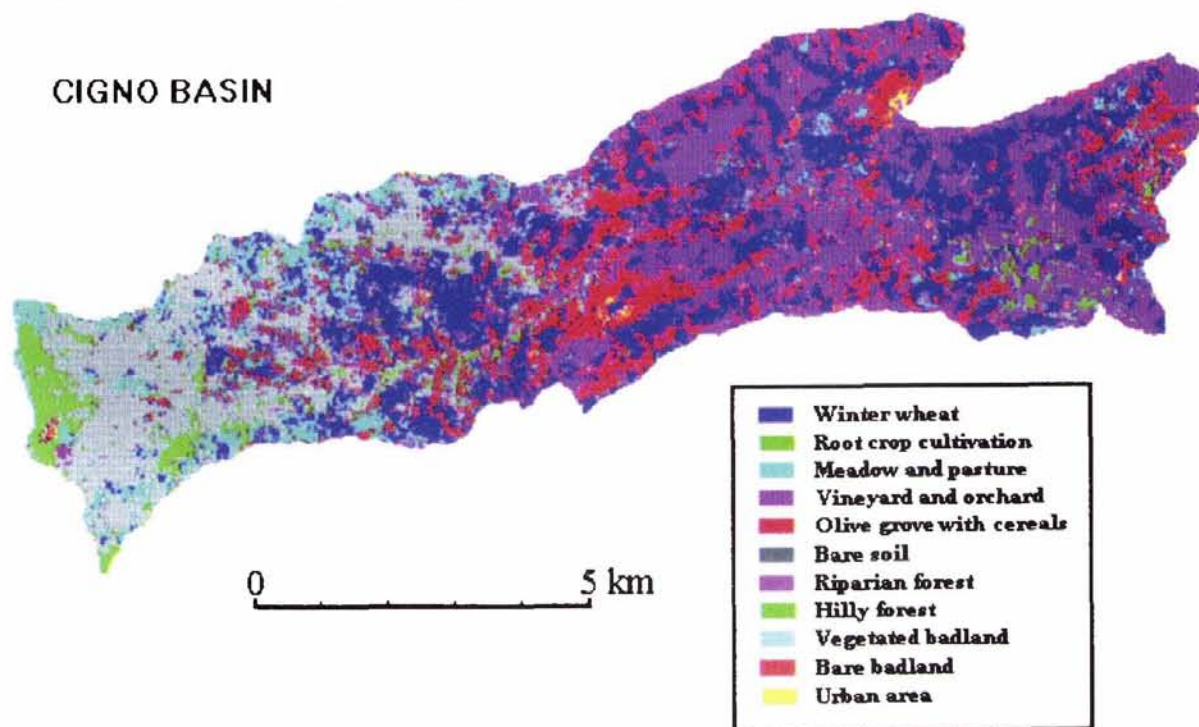 CIGNO BASIN
0 5 km
Winter wheat
Root crop cultivation
Meadow and pasture
Vineyard and orchard
Olive grove with cereals
Bare soil
Riparian forest
Hilly forest
Vegetated badland
Bare badland
Urban area